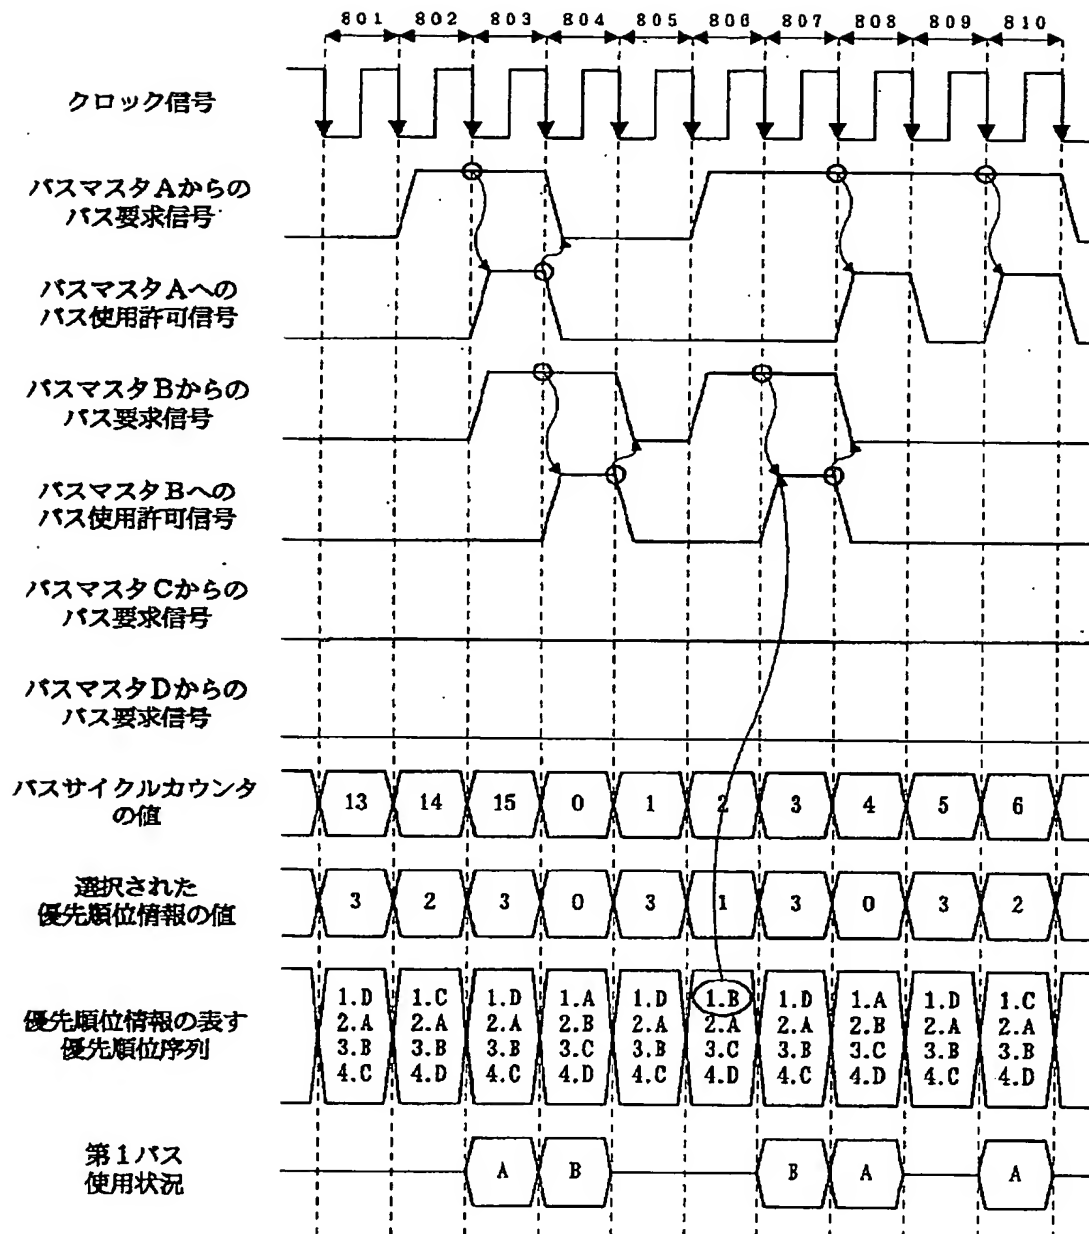 801 802 803 804 805 806 807 808 809 810
クロック信号
バスマスタAからの
バス要求信号
バスマスタAへの
バス使用許可信号
バスマスタBからの
バス要求信号
バスマスタBへの
バス使用許可信号
バスマスタCからの
バス要求信号
バスマスタDからの
バス要求信号
バスサイクルカウンタ
の値
13 14 15 0 1 2 3 4 5 6
選択された
優先順位情報の値
3 2 3 0 3 1 3 0 3 2
優先順位情報の表す
優先順位序列
1.D 1.C 1.D 1.A 1.D 1.B 1.D 1.A 1.D 1.C
2.A 2.A 2.A 2.B 2.A 2.A 2.A 2.B 2.A 2.A
3.B 3.B 3.B 3.C 3.B 3.C 3.B 3.C 3.B 3.B
4.C 4.D 4.C 4.D 4.C 4.D 4.C 4.D 4.C 4.D
第1バス
使用状況
A B B A A